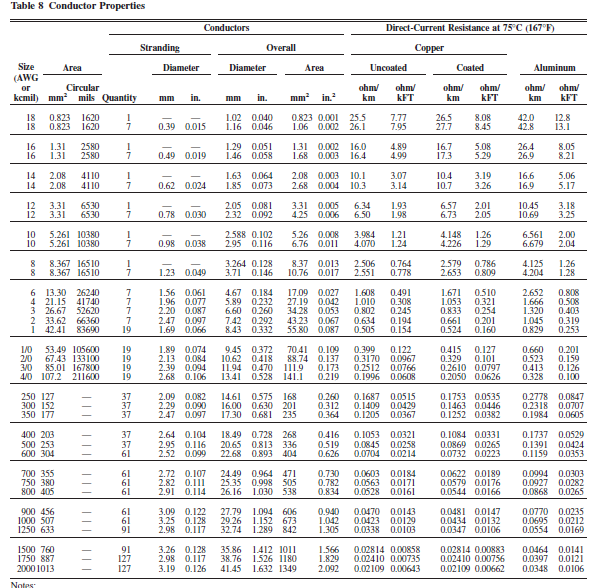 Table 8 Conductor Properties
Conductors Direct-Current Resistance at 75°C (167°F)
Stranding Overall Copper
Size (AWG or kcmil) Area Diameter Diameter Area Uncoated Coated Aluminum
mm² Circular mils Quantity mm in. mm in. mm² in.² ohm/km ohm/kFT ohm/km ohm/kFT ohm/km ohm/kFT
18 0.823 1620 1 — — 1.02 0.040 0.823 0.001 25.5 7.77 26.5 8.08 42.0 12.8
18 0.823 1620 7 0.39 0.015 1.16 0.046 1.06 0.002 26.1 7.95 27.7 8.45 42.8 13.1
16 1.31 2580 1 — — 1.29 0.051 1.31 0.002 16.0 4.89 16.7 5.08 26.4 8.05
16 1.31 2580 7 0.49 0.019 1.46 0.058 1.68 0.003 16.4 4.99 17.3 5.29 26.9 8.21
14 2.08 4110 1 — — 1.63 0.064 2.08 0.003 10.1 3.07 10.4 3.19 16.6 5.06
14 2.08 4110 7 0.62 0.024 1.85 0.073 2.68 0.004 10.3 3.14 10.7 3.26 16.9 5.17
12 3.31 6530 1 — — 2.05 0.081 3.31 0.005 6.34 1.93 6.57 2.01 10.45 3.18
12 3.31 6530 7 0.78 0.030 2.32 0.092 4.25 0.006 6.50 1.98 6.73 2.05 10.69 3.25
10 5.261 10380 1 — — 2.588 0.102 5.26 0.008 3.984 1.21 4.148 1.26 6.561 2.00
10 5.261 10380 7 0.98 0.038 2.95 0.116 6.76 0.011 4.070 1.24 4.226 1.29 6.679 2.04
8 8.367 16510 1 — — 3.264 0.128 8.37 0.013 2.506 0.764 2.579 0.786 4.125 1.26
8 8.367 16510 7 1.23 0.049 3.71 0.146 10.76 0.017 2.551 0.778 2.653 0.809 4.204 1.28
6 13.30 26240 7 1.56 0.061 4.67 0.184 17.09 0.027 1.608 0.491 1.671 0.510 2.652 0.808
4 21.15 41740 7 1.96 0.077 5.89 0.232 27.19 0.042 1.010 0.308 1.053 0.321 1.666 0.508
3 26.67 52620 7 2.20 0.087 6.60 0.260 34.28 0.053 0.802 0.245 0.833 0.254 1.320 0.403
2 33.62 66360 7 2.47 0.097 7.42 0.292 43.23 0.067 0.634 0.194 0.661 0.201 1.045 0.319
1 42.41 83690 19 1.69 0.066 8.43 0.332 55.80 0.087 0.505 0.154 0.524 0.160 0.829 0.253
1/0 53.49 105600 19 1.89 0.074 9.45 0.372 70.41 0.109 0.399 0.122 0.415 0.127 0.660 0.201
2/0 67.43 133100 19 2.13 0.084 10.62 0.418 88.74 0.137 0.3170 0.0967 0.329 0.101 0.523 0.159
3/0 85.01 167800 19 2.39 0.094 11.94 0.470 111.9 0.173 0.2512 0.0766 0.2610 0.0797 0.413 0.126
4/0 107.2 211600 19 2.68 0.106 13.41 0.528 141.1 0.219 0.1996 0.0608 0.2050 0.0626 0.328 0.100
250 127 — 37 2.09 0.082 14.61 0.575 168 0.260 0.1687 0.0515 0.1753 0.0535 0.2778 0.0847
300 152 — 37 2.29 0.090 16.00 0.630 201 0.312 0.1409 0.0429 0.1463 0.0446 0.2318 0.0707
350 177 — 37 2.47 0.097 17.30 0.681 235 0.364 0.1205 0.0367 0.1252 0.0382 0.1984 0.0605
400 203 — 37 2.64 0.104 18.49 0.728 268 0.416 0.1053 0.0321 0.1084 0.0331 0.1737 0.0529
500 253 — 37 2.95 0.116 20.65 0.813 336 0.519 0.0845 0.0258 0.0869 0.0265 0.1391 0.0424
600 304 — 61 2.52 0.099 22.68 0.893 404 0.626 0.0704 0.0214 0.0732 0.0223 0.1159 0.0353
700 355 — 61 2.72 0.107 24.49 0.964 471 0.730 0.0603 0.0184 0.0622 0.0189 0.0994 0.0303
750 380 — 61 2.82 0.111 25.35 0.998 505 0.782 0.0563 0.0171 0.0579 0.0176 0.0927 0.0282
800 405 — 61 2.91 0.114 26.16 1.030 538 0.834 0.0528 0.0161 0.0544 0.0166 0.0868 0.0265
900 456 — 61 3.09 0.122 27.79 1.094 606 0.940 0.0470 0.0143 0.0481 0.0147 0.0770 0.0235
1000 507 — 61 3.25 0.128 29.26 1.152 673 1.042 0.0423 0.0129 0.0434 0.0132 0.0695 0.0212
1250 633 — 91 2.98 0.117 32.74 1.289 842 1.305 0.0338 0.0103 0.0347 0.0106 0.0554 0.0169
1500 760 — 91 3.26 0.128 35.86 1.412 1011 1.566 0.02814 0.00858 0.02814 0.00883 0.0464 0.0141
1750 887 — 127 2.98 0.117 38.76 1.526 1180 1.829 0.02410 0.00735 0.02410 0.00756 0.0397 0.0121
2000 1013 — 127 3.19 0.126 41.45 1.632 1349 2.092 0.02109 0.00643 0.02109 0.00662 0.0348 0.0106
Notes: